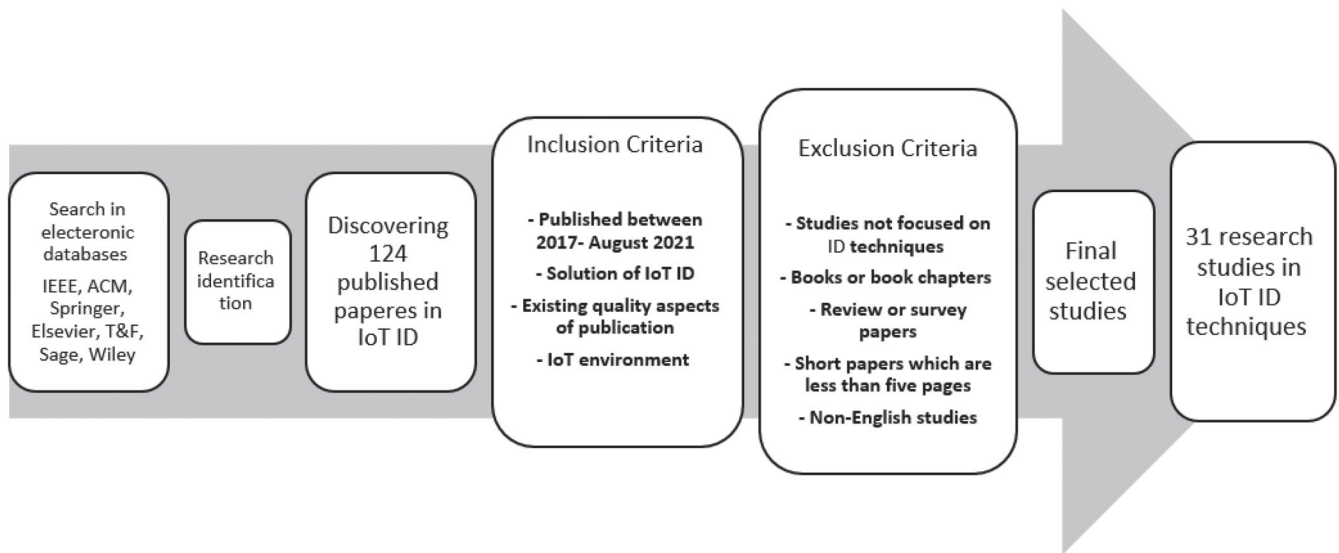 Search in
electeronic
databases
IEEE, ACM,
Springer,
Elsevier, T&F,
Sage, Wiley
Research
identifica
tion
Discovering
124
published
paperes in
IoT ID
Inclusion Criteria
- Published between
2017- August 2021
- Solution of IoT ID
- Existing quality aspects
of publication
- IoT environment
Exclusion Criteria
- Studies not focused on
ID techniques
- Books or book chapters
- Review or survey
papers
- Short papers which are
less than five pages
- Non-English studies
Final
selected
studies
31 research
studies in
IoT ID
techniques